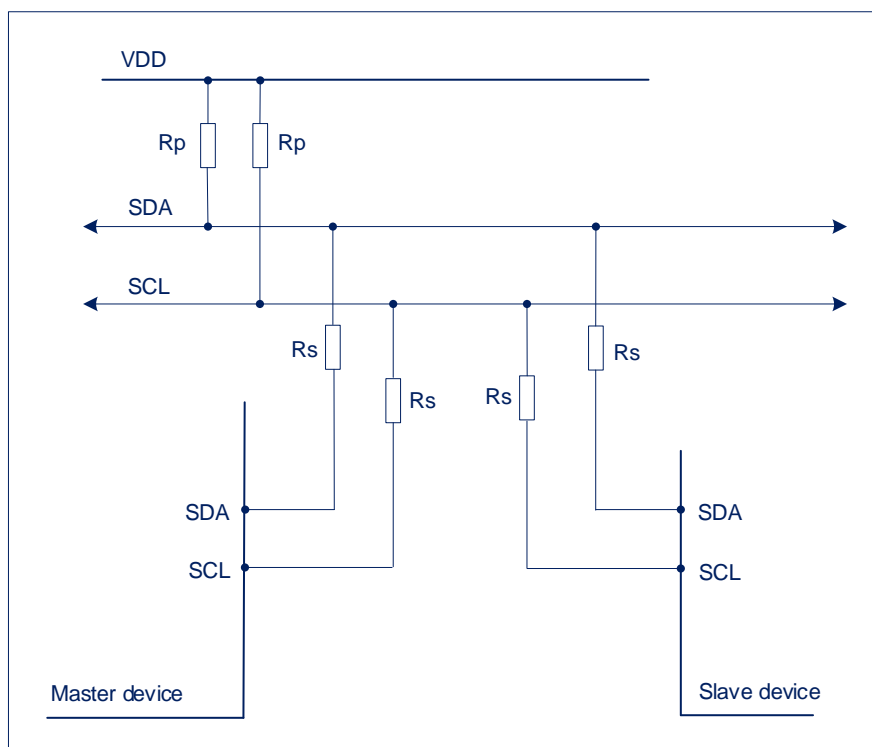 VDD
Rp
Rp
SDA
SCL
Rs
Rs
Rs
Rs
SDA
SDA
SCL
SCL
Master device
Slave device